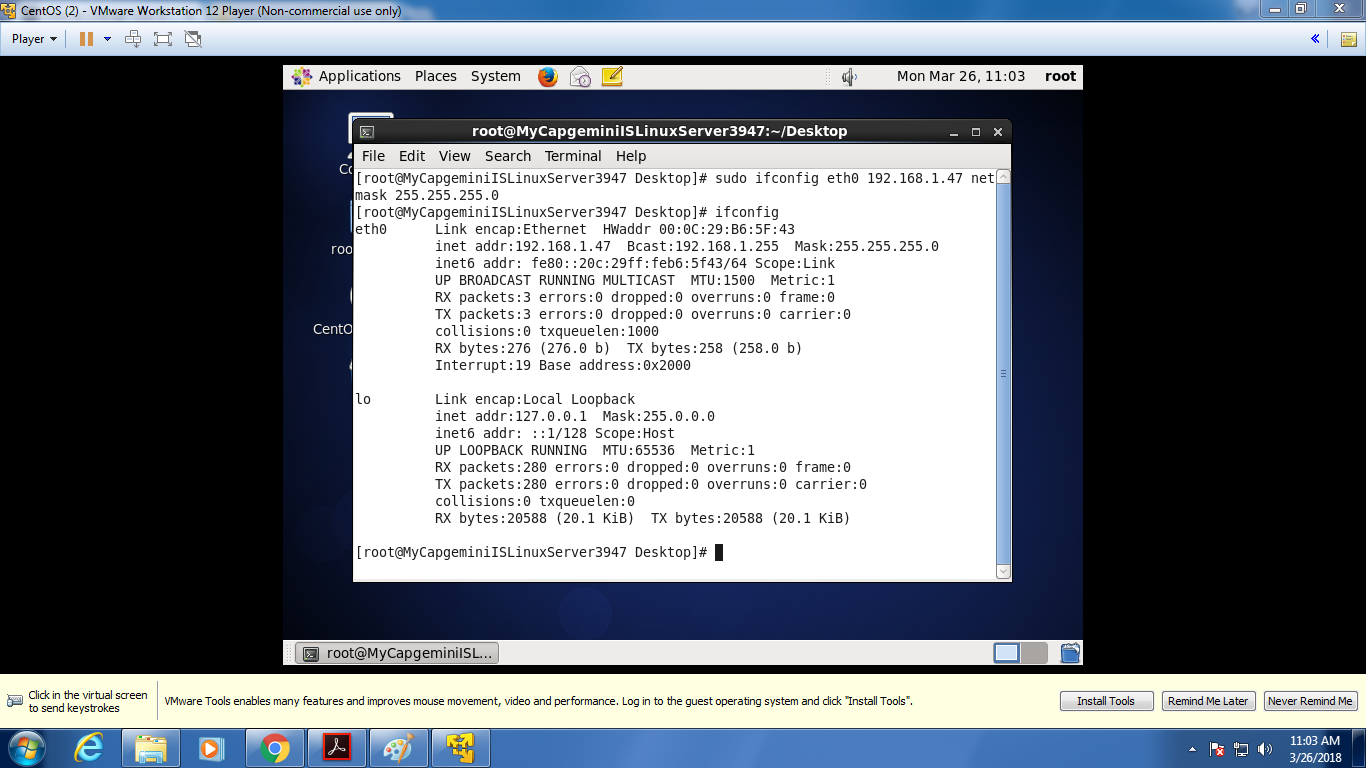 CentOS (2) - VMware Workstation 12 Player (Non-commercial use only)
Player
Applications Places System Mon Mar 26, 11:03 root
root@MyCapgeminiISLinuxServer3947:~/Desktop
File Edit View Search Terminal Help
[root@MyCapgeminiISLinuxServer3947 Desktop]# sudo ifconfig eth0 192.168.1.47 net
mask 255.255.255.0
[root@MyCapgeminiISLinuxServer3947 Desktop]# ifconfig
eth0 Link encap:Ethernet HWaddr 00:0C:29:B6:5F:43
inet addr:192.168.1.47 Bcast:192.168.1.255 Mask:255.255.255.0
inet6 addr: fe80::20c:29ff:feb6:5f43/64 Scope:Link
UP BROADCAST RUNNING MULTICAST MTU:1500 Metric:1
RX packets:3 errors:0 dropped:0 overruns:0 frame:0
TX packets:3 errors:0 dropped:0 overruns:0 carrier:0
collisions:0 txqueuelen:1000
RX bytes:276 (276.0 b) TX bytes:258 (258.0 b)
Interrupt:19 Base address:0x2000
lo Link encap:Local Loopback
inet addr:127.0.0.1 Mask:255.0.0.0
inet6 addr: ::1/128 Scope:Host
UP LOOPBACK RUNNING MTU:65536 Metric:1
RX packets:280 errors:0 dropped:0 overruns:0 frame:0
TX packets:280 errors:0 dropped:0 overruns:0 carrier:0
collisions:0 txqueuelen:0
RX bytes:20588 (20.1 KiB) TX bytes:20588 (20.1 KiB)
[root@MyCapgeminiISLinuxServer3947 Desktop]#
Co
roo
CentO
root@MyCapgeminiISL...
Click in the virtual screen
to send keystrokes
VMware Tools enables many features and improves mouse movement, video and performance. Log in to the guest operating system and click "Install Tools".
Install Tools Remind Me Later Never Remind Me
11:03 AM
3/26/2018